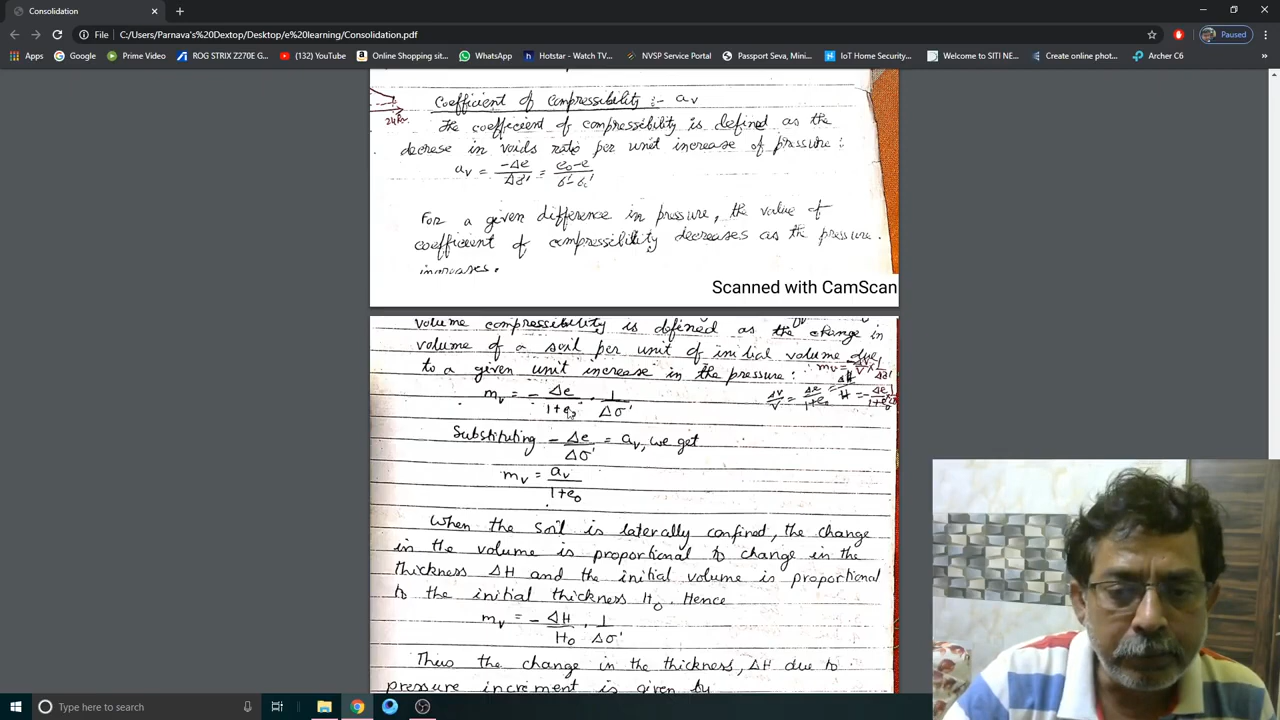 Consolidation
File
C:/Users/Parnava's%20Dextop/Desktop/e%20learning/Consolidation.pdf
Paused
Apps
Google
Prime Video
ROG STRIX Z270E G...
(132) YouTube
Online Shopping sit...
WhatsApp
Hotstar - Watch TV...
NVSP Service Portal
Passport Seva, Mini...
IoT Home Security...
Welcome to SITI NE...
Create online phot...
Archer C6
Coefficient of compressibility :- av
24hr.
The coefficient of compressibility is defined as the
decrese in voids ratio per unit increase of pressure :
av = -Δe/Δσ' = e0-e/
For a given difference in pressure, the value of
coefficient of compressibility decreases as the pressure.
increases.
Scanned with CamScan
volume compressibility is defined as the change in
volume of a soil per unit of initial volume due
to a given unit increase in the pressure :
mv = - Δe/1+e0 . 1/Δσ'
ΔV/V = Δe/1+e0
Substituting - Δe/Δσ' = av, we get
mv = av/1+e0
When the soil is laterally confined, the change
in the volume is proportional to change in the
thickness ΔH and the initial volume is proportional
to the initial thickness H0, Hence
mv = - ΔH/H0 . 1/Δσ'
Thus the change in the thickness, ΔH due to
pressure increment is given by
Type here to search